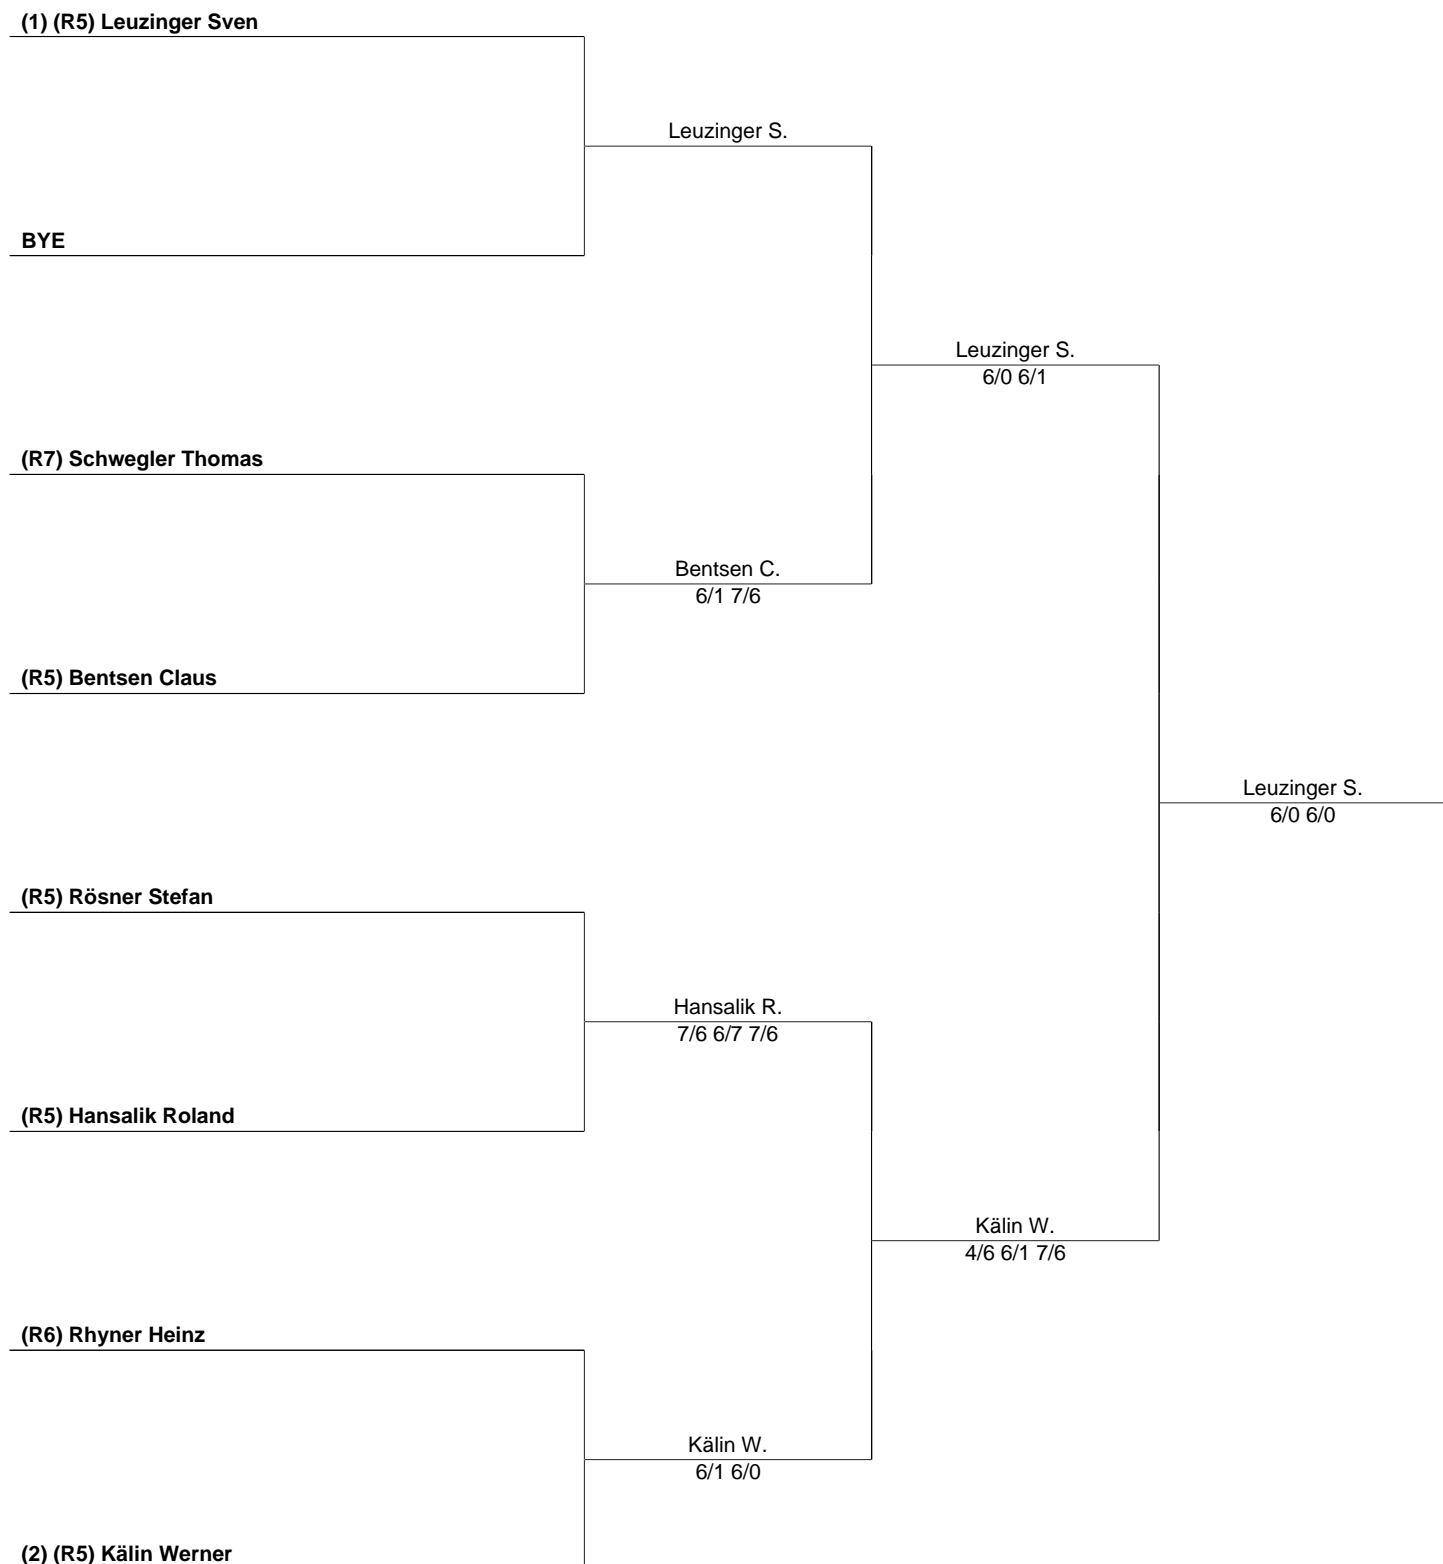 (1) (R5) Leuzinger Sven
Leuzinger S.
BYE
Leuzinger S.
6/0 6/1
(R7) Schwegler Thomas
Bentsen C.
6/1 7/6
(R5) Bentsen Claus
Leuzinger S.
6/0 6/0
(R5) Rösner Stefan
Hansalik R.
7/6 6/7 7/6
(R5) Hansalik Roland
Kälin W.
4/6 6/1 7/6
(R6) Rhyner Heinz
Kälin W.
6/1 6/0
(2) (R5) Kälin Werner